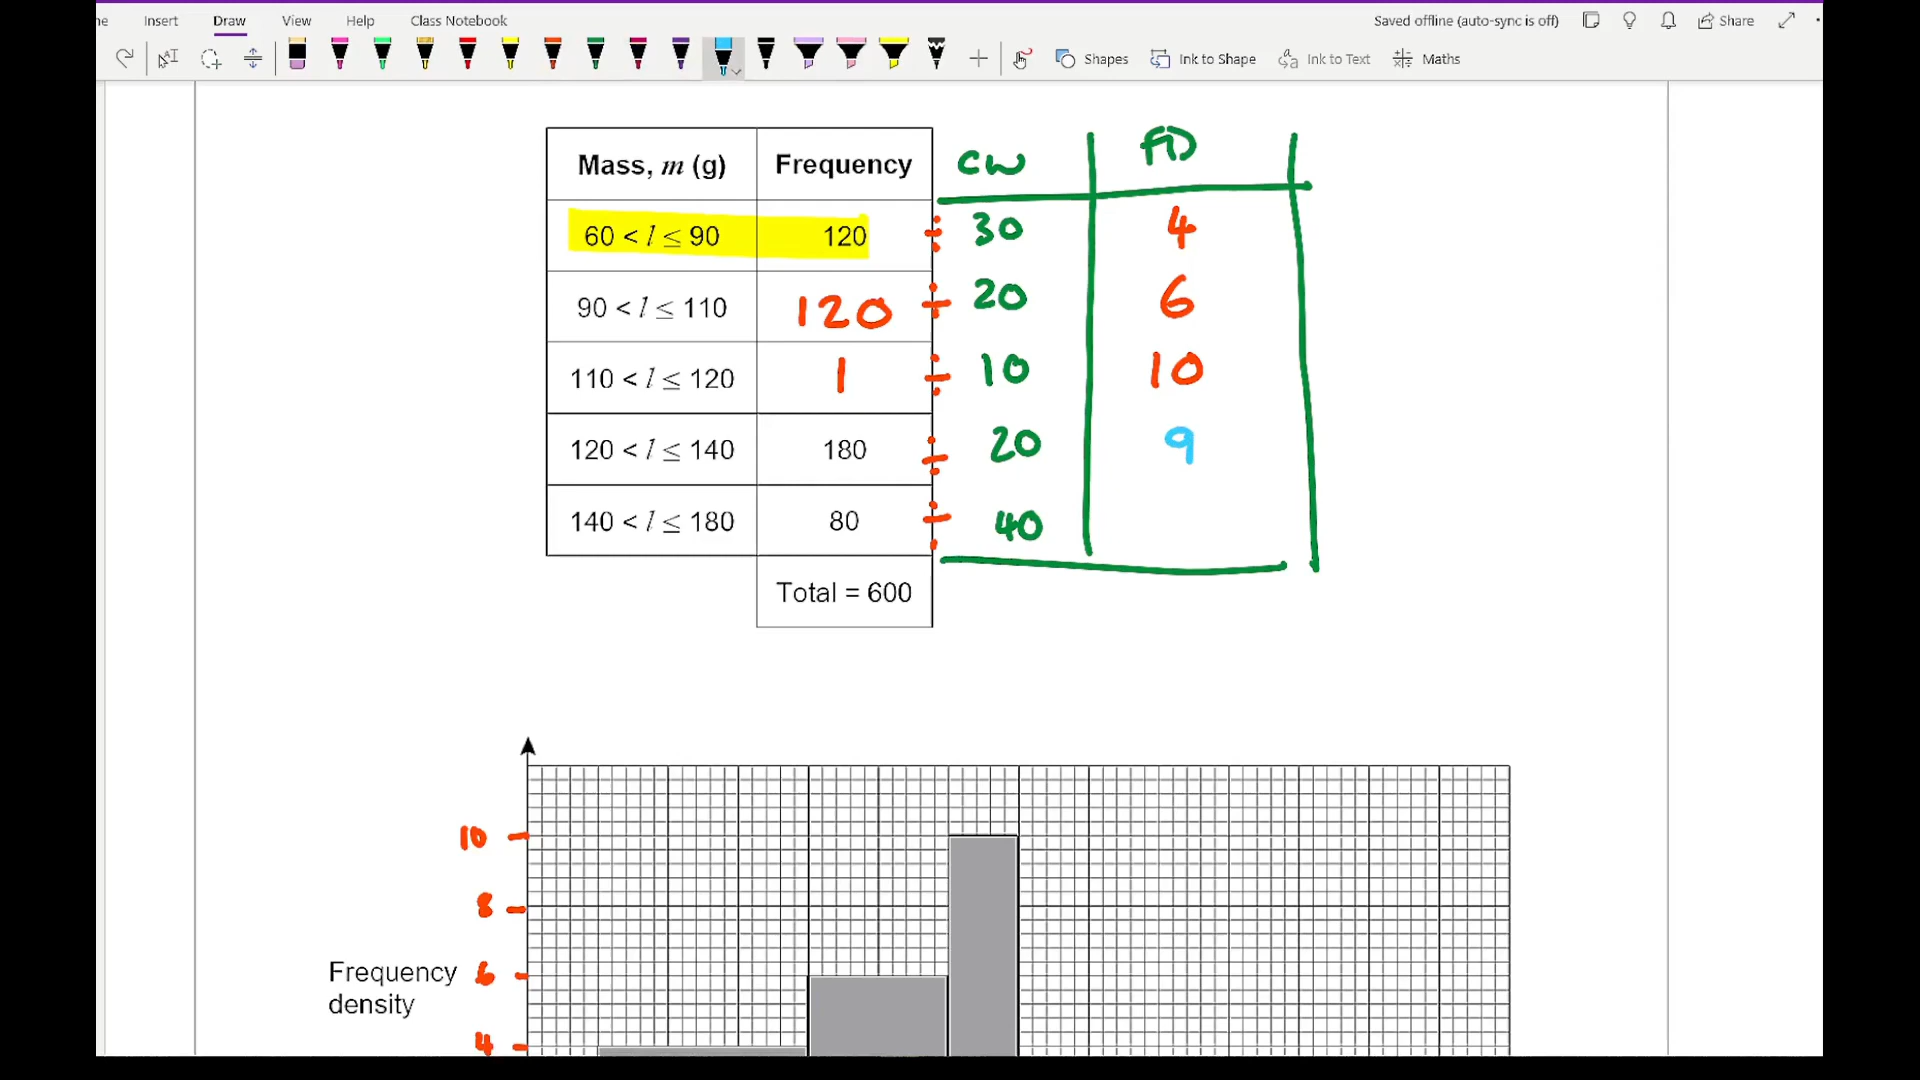 ne Insert Draw View Help Class Notebook Saved offline (auto-sync is off) Share
Shapes Ink to Shape Ink to Text Maths
Mass, m (g) Frequency CW FD
60 < l ≤ 90 120 ÷ 30 4
90 < l ≤ 110 120 ÷ 20 6
110 < l ≤ 120 1 ÷ 10 10
120 < l ≤ 140 180 ÷ 20 9
140 < l ≤ 180 80 ÷ 40
Total = 600
10
8
Frequency 6
density
4